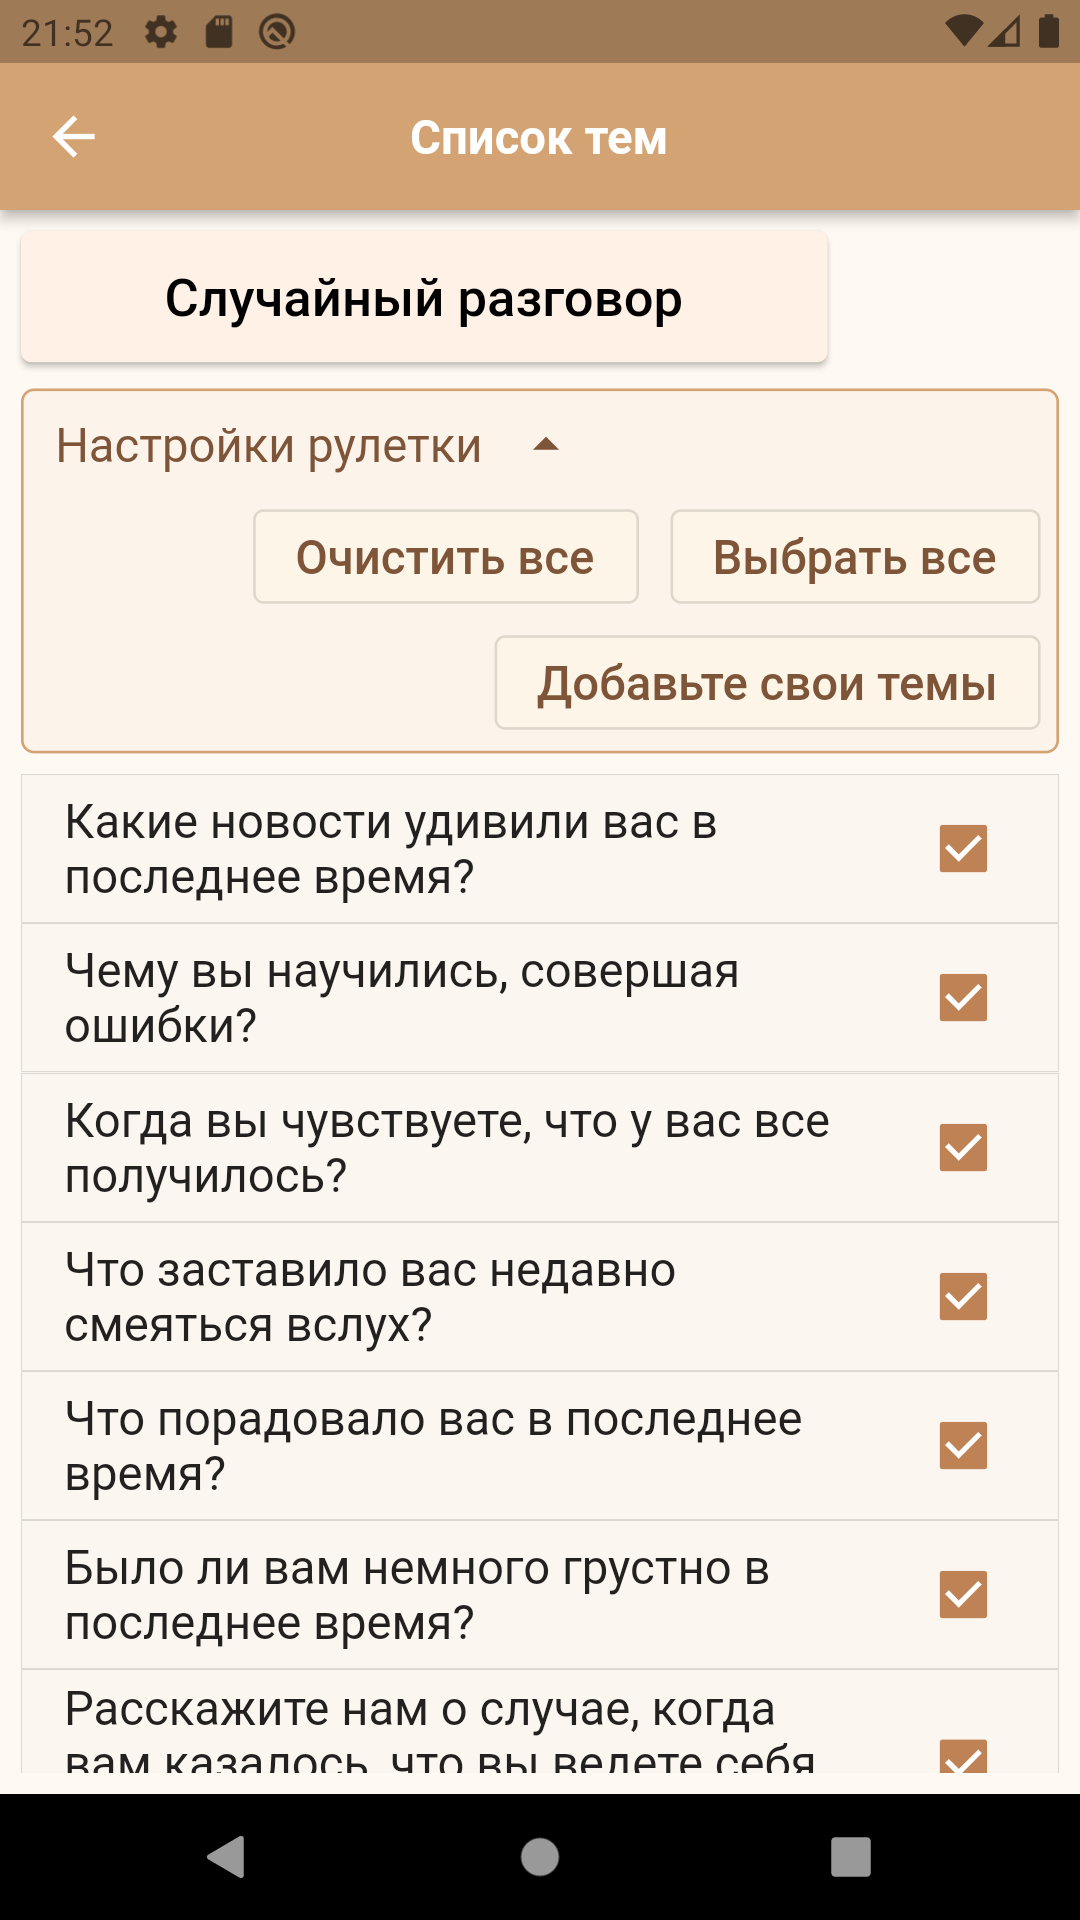 21:52
Список тем
Случайный разговор
Настройки рулетки
Очистить все
Выбрать все
Добавьте свои темы
Какие новости удивили вас в
последнее время?
Чему вы научились, совершая
ошибки?
Когда вы чувствуете, что у вас все
получилось?
Что заставило вас недавно
смеяться вслух?
Что порадовало вас в последнее
время?
Было ли вам немного грустно в
последнее время?
Расскажите нам о случае, когда
вам казалось, что вы ведете себя